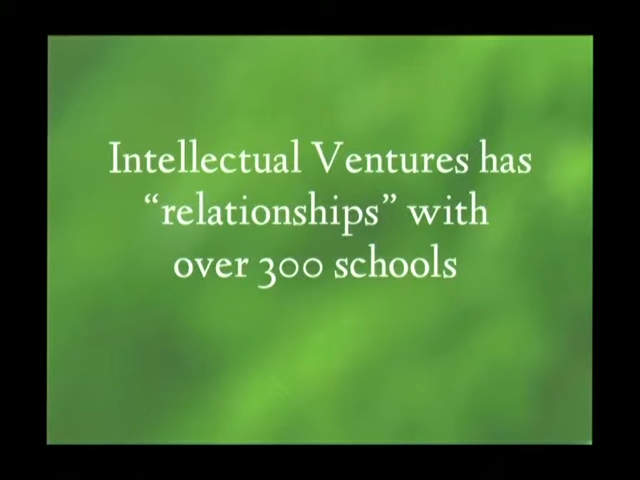 Intellectual Ventures has
“relationships” with
over 300 schools